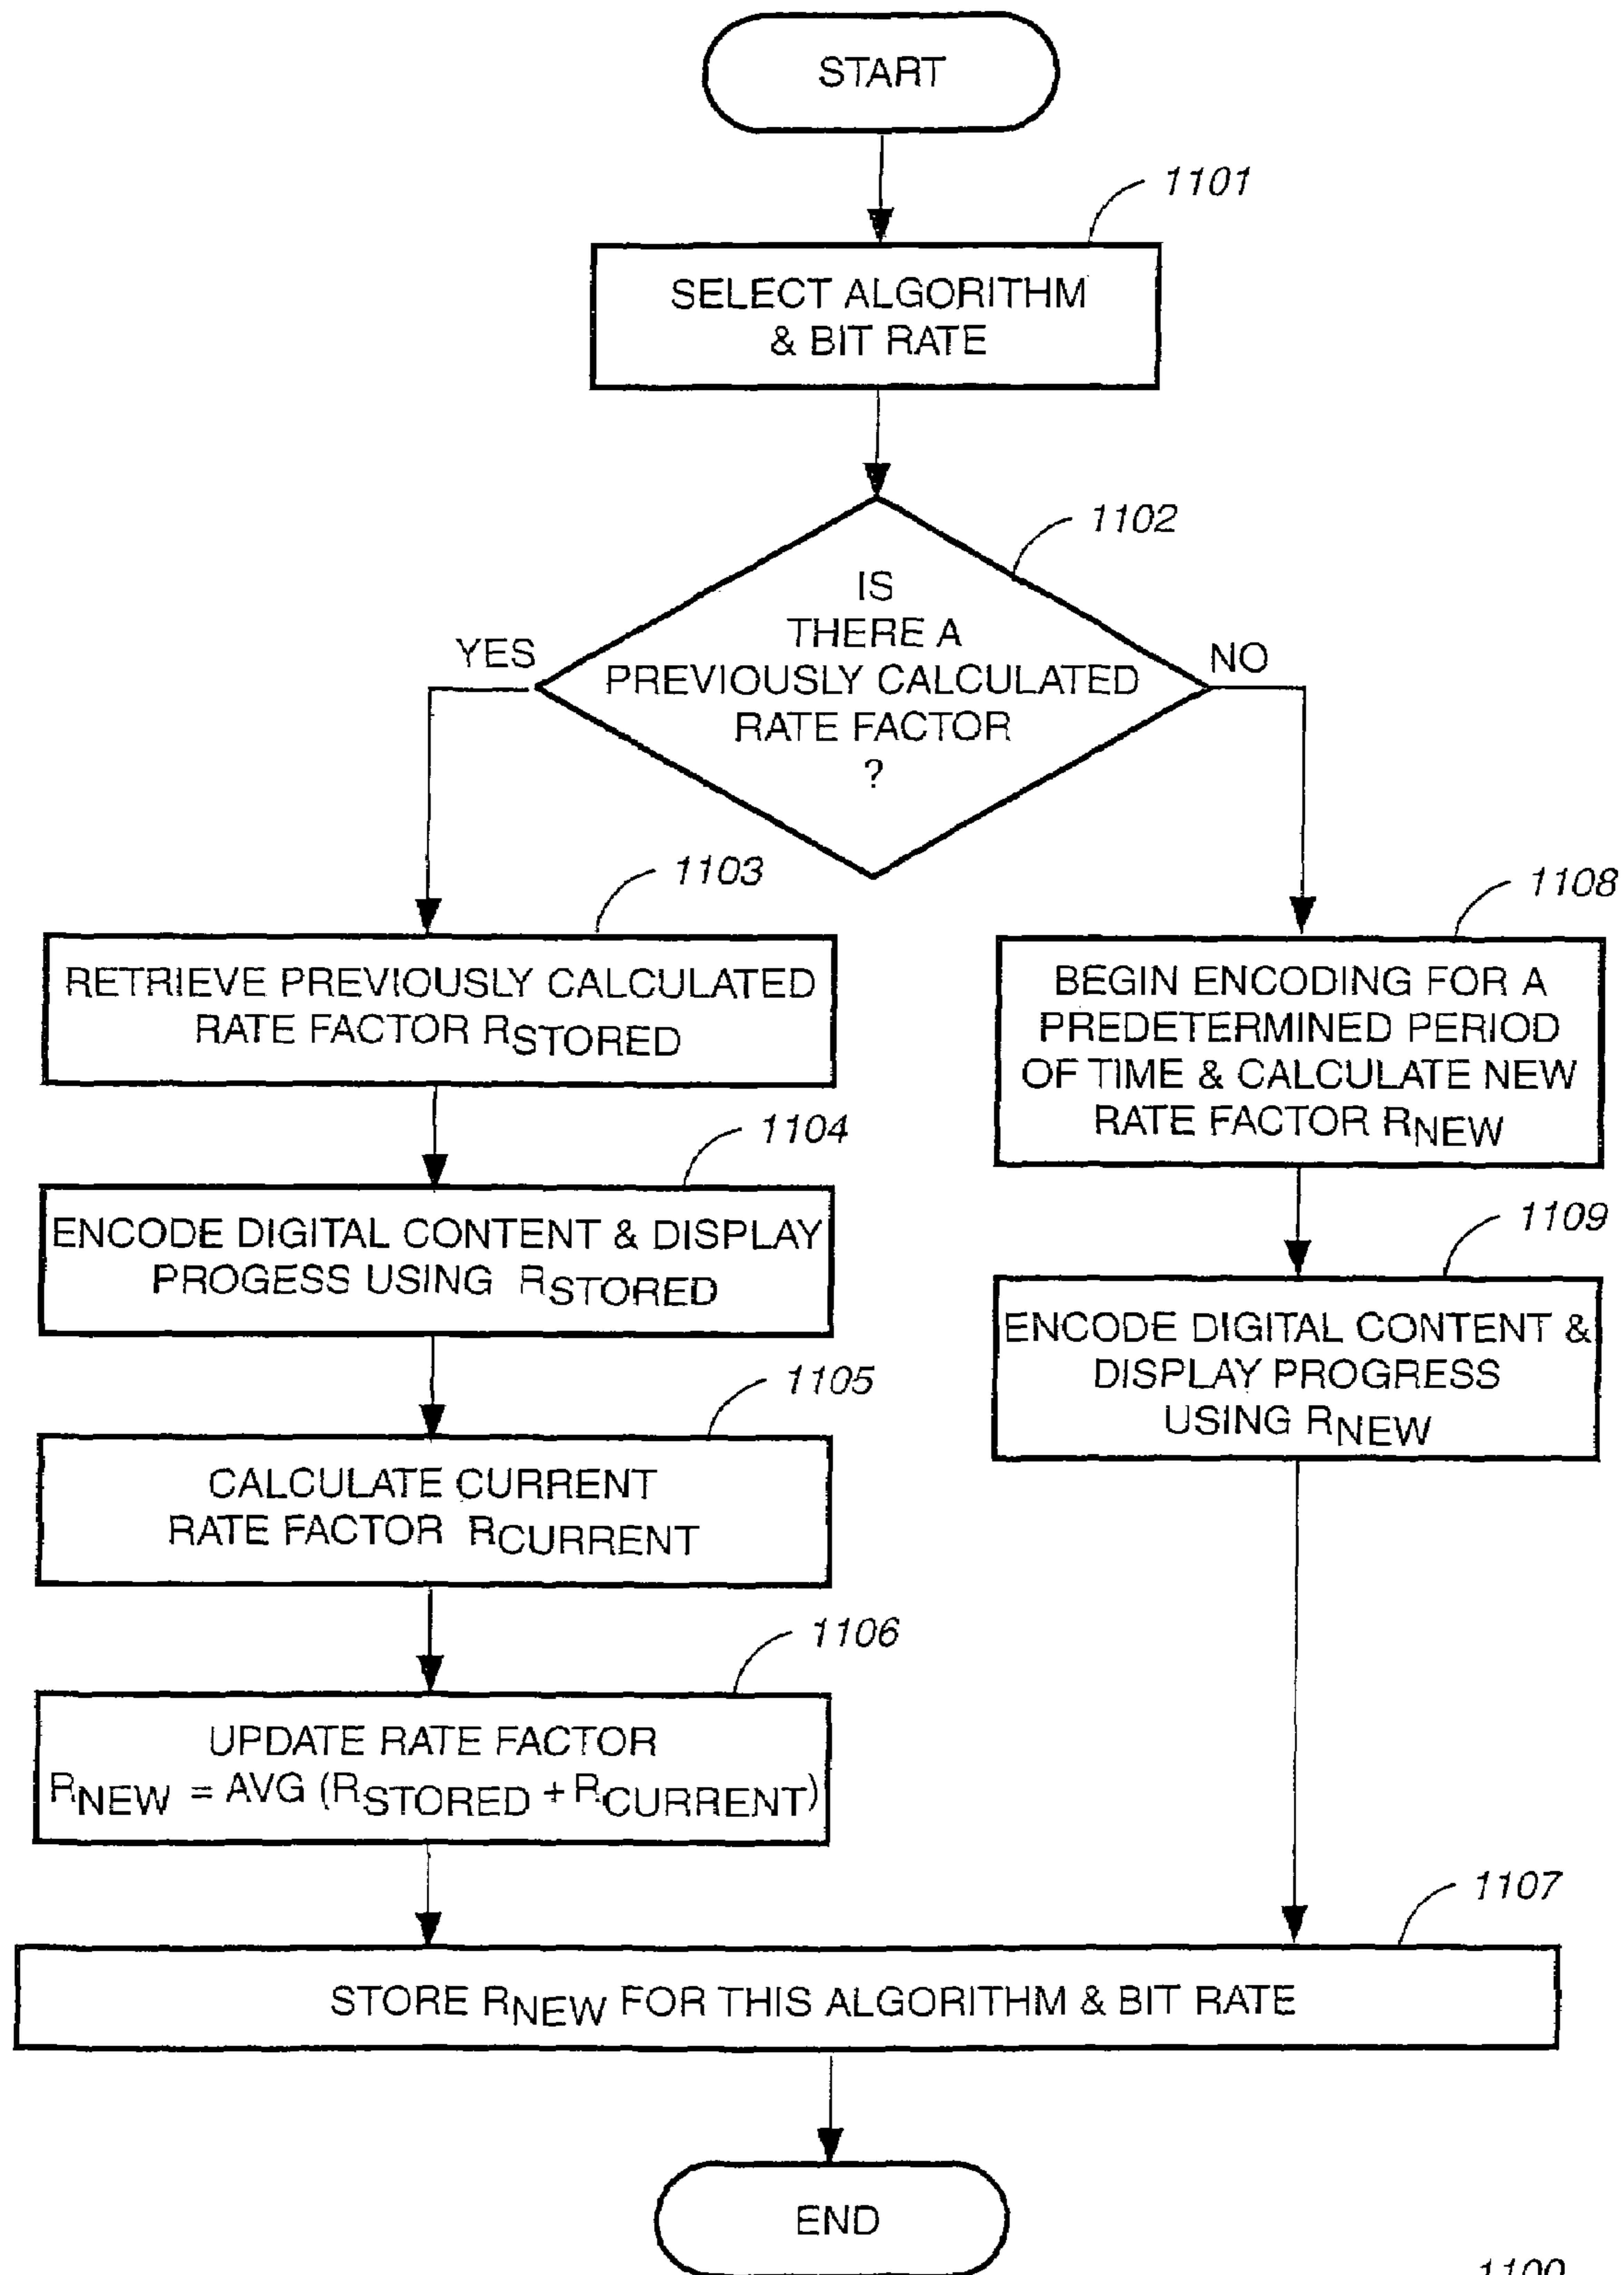 START
1101
SELECT ALGORITHM
& BIT RATE
1102
IS
THERE A
PREVIOUSLY CALCULATED
RATE FACTOR
?
YES
NO
1103
RETRIEVE PREVIOUSLY CALCULATED
RATE FACTOR RSTORED
1104
ENCODE DIGITAL CONTENT & DISPLAY
PROGESS USING RSTORED
1105
CALCULATE CURRENT
RATE FACTOR RCURRENT
1106
UPDATE RATE FACTOR
RNEW = AVG (RSTORED + RCURRENT)
1108
BEGIN ENCODING FOR A
PREDETERMINED PERIOD
OF TIME & CALCULATE NEW
RATE FACTOR RNEW
1109
ENCODE DIGITAL CONTENT &
DISPLAY PROGRESS
USING RNEW
1107
STORE RNEW FOR THIS ALGORITHM & BIT RATE
END
1100